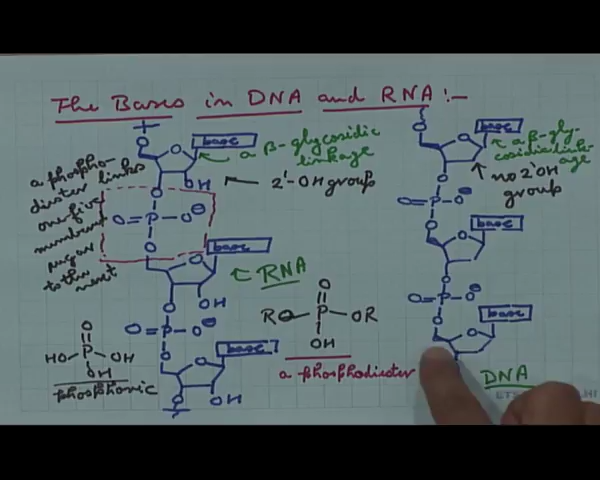 The Bases in DNA and RNA :-
base
a β-glycosidic
linkage
OH
2'-OH group
a phospho-
diester links
one five
membered
sugar
to the next
O=P-O⊖
O
base
RNA
O
OH
O=P-O⊖
O
base
O
OH
O
HO-P-OH
OH
phosphoric
O
RO-P-OR
OH
a phosphodiester
O
base
a β-gly-
cosidic link-
age
no 2'OH
group
O
O=P-O⊖
O
base
O
O=P-O⊖
O
base
DNA